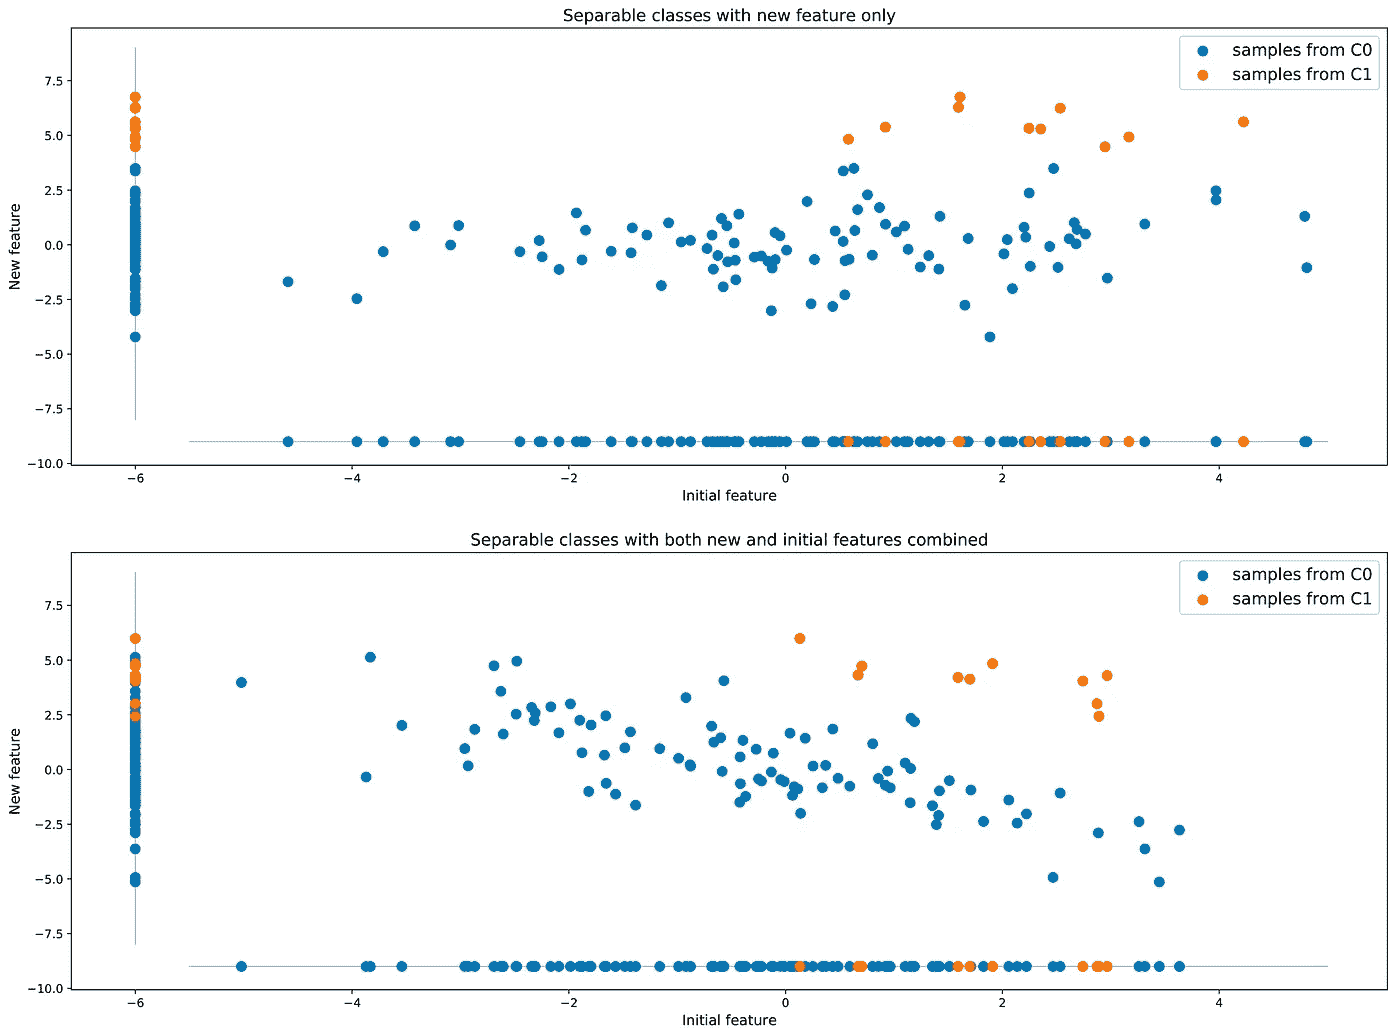 Separable classes with new feature only
samples from C0
samples from C1
New feature
7.5
5.0
2.5
0.0
−2.5
−5.0
−7.5
−10.0
−6 −4 −2 0 2 4
Initial feature
Separable classes with both new and initial features combined
samples from C0
samples from C1
New feature
7.5
5.0
2.5
0.0
−2.5
−5.0
−7.5
−10.0
−6 −4 −2 0 2 4
Initial feature